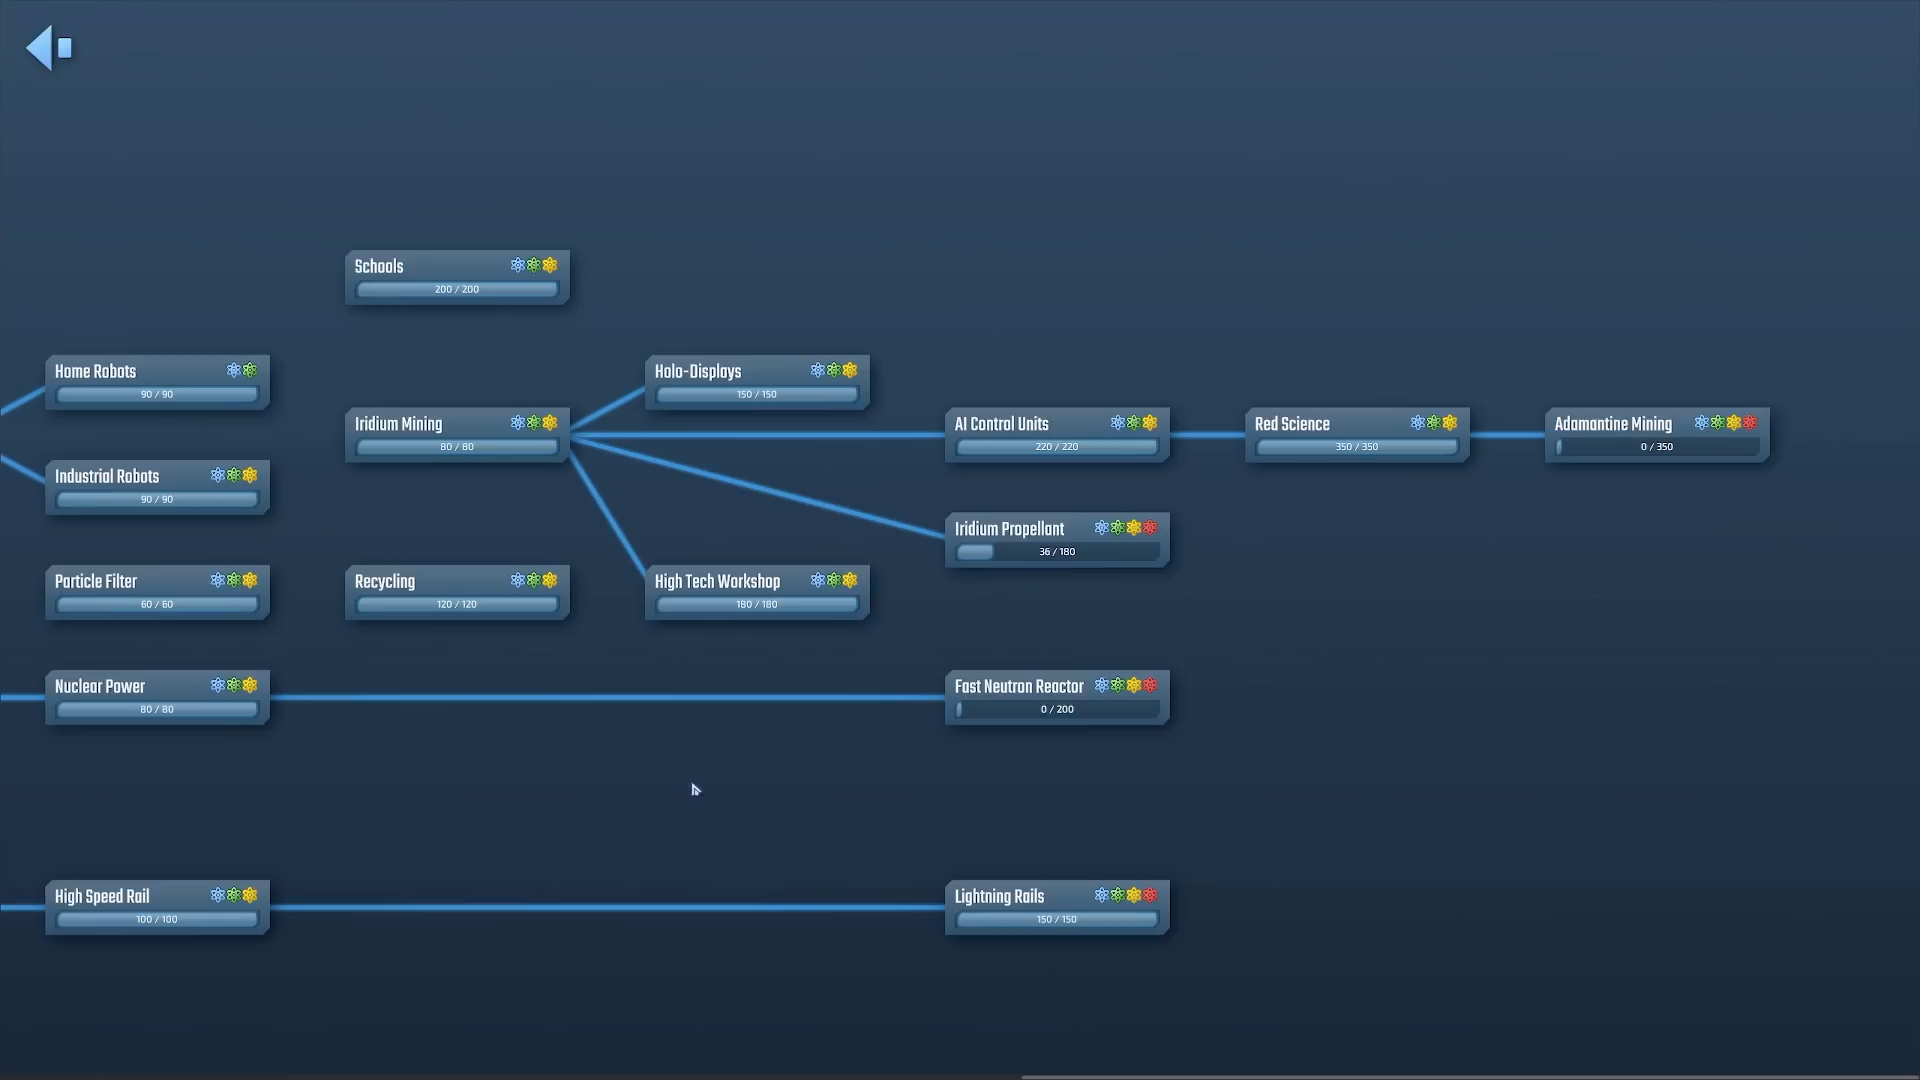 Schools
200 / 200
Home Robots
90 / 90
Holo-Displays
150 / 150
Iridium Mining
80 / 80
AI Control Units
220 / 220
Red Science
350 / 350
Adamantine Mining
0 / 350
Industrial Robots
90 / 90
Iridium Propellant
36 / 180
Particle Filter
60 / 60
Recycling
120 / 120
High Tech Workshop
180 / 180
Nuclear Power
80 / 80
Fast Neutron Reactor
0 / 200
High Speed Rail
100 / 100
Lightning Rails
150 / 150